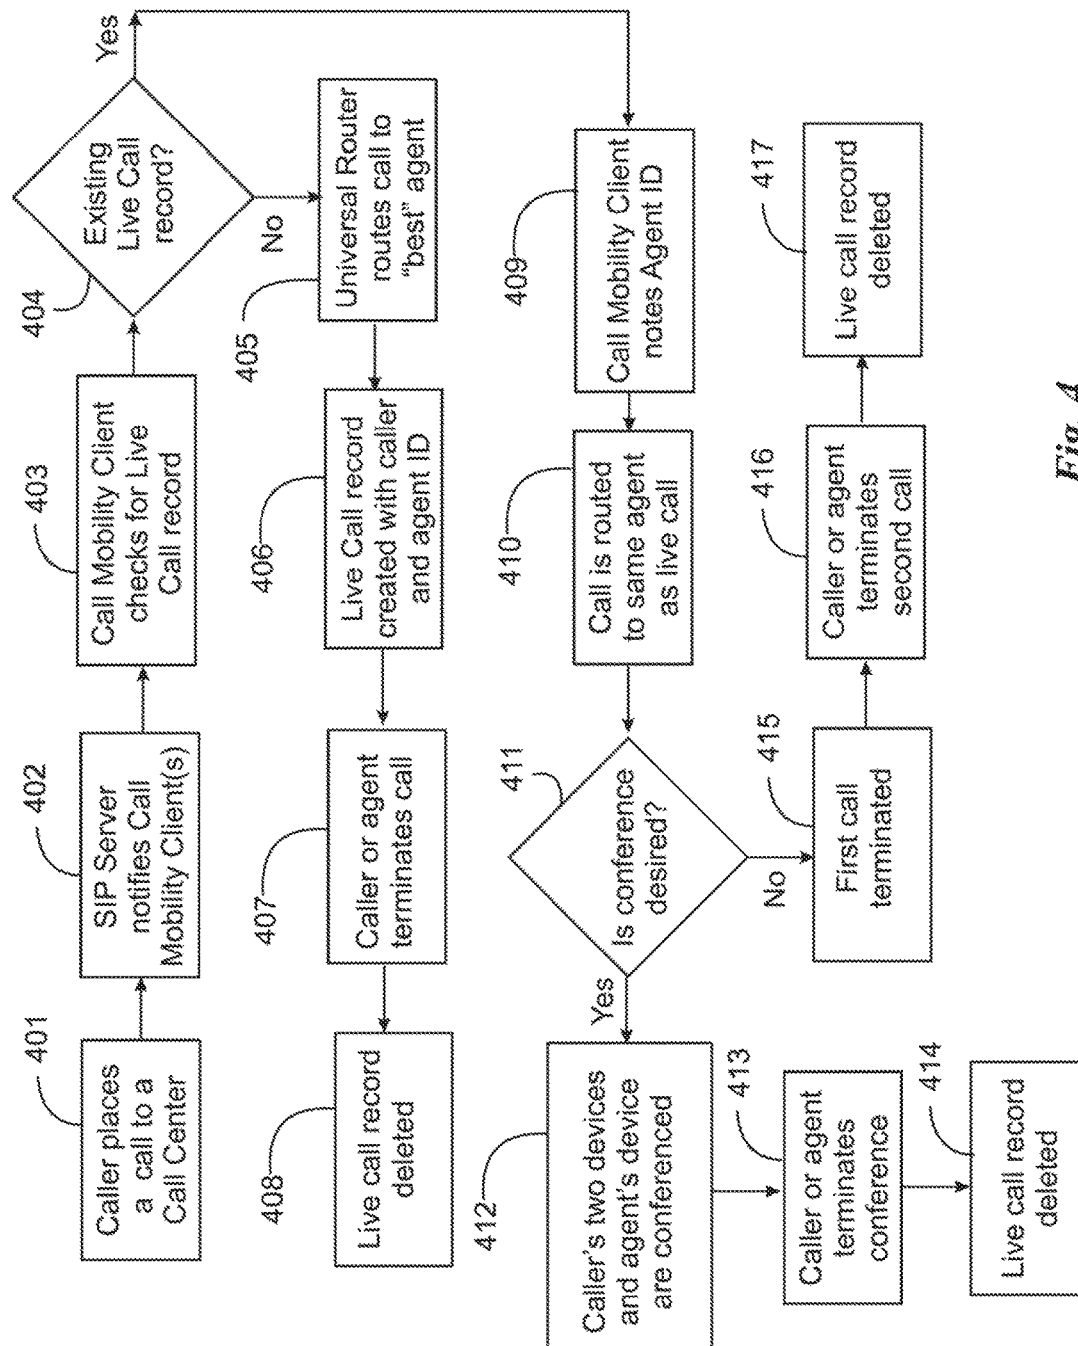 401
Caller places
a call to a
Call Center
402
SIP Server
notifies Call
Mobility Client(s)
403
Call Mobility Client
checks for Live
Call record
404
Existing
Live Call
record?
Yes
No
405
Universal Router
routes call to
“best” agent
406
Live Call record
created with caller
and agent ID
407
Caller or agent
terminates call
408
Live call record
deleted
409
Call Mobility Client
notes Agent ID
410
Call is routed
to same agent
as live call
411
Is conference
desired?
Yes
No
412
Caller's two devices
and agent's device
are conferenced
413
Caller or agent
terminates
conference
414
Live call record
deleted
415
First call
terminated
416
Caller or agent
terminates
second call
417
Live call record
deleted
Fig. 4